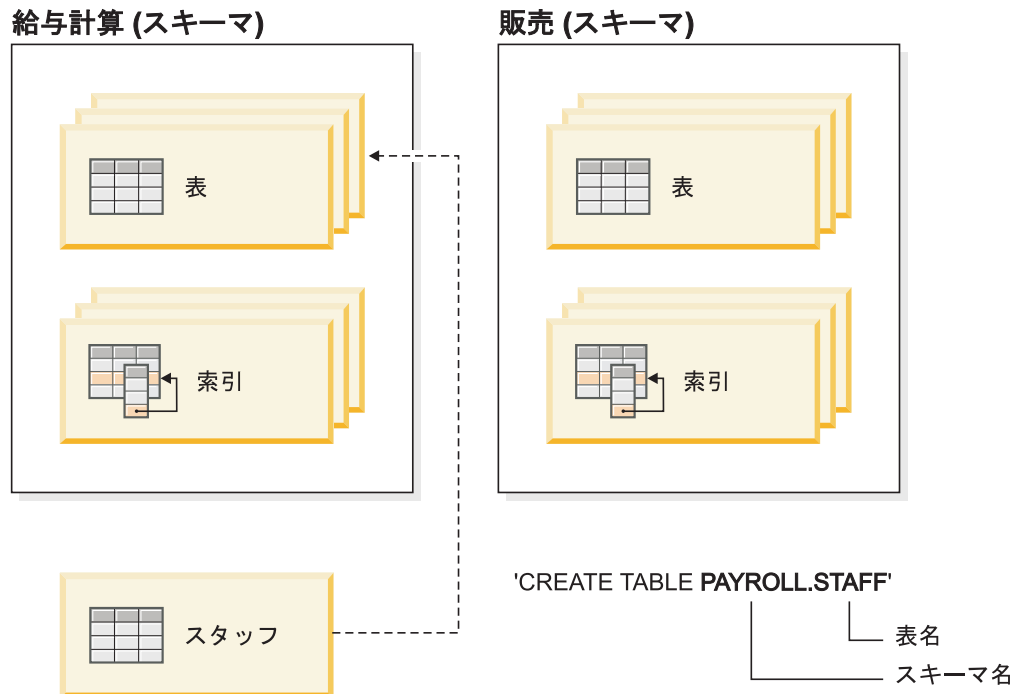 給与計算 (スキーマ)
販売 (スキーマ)
表
表
索引
索引
スタッフ
'CREATE TABLE PAYROLL.STAFF'
表名
スキーマ名